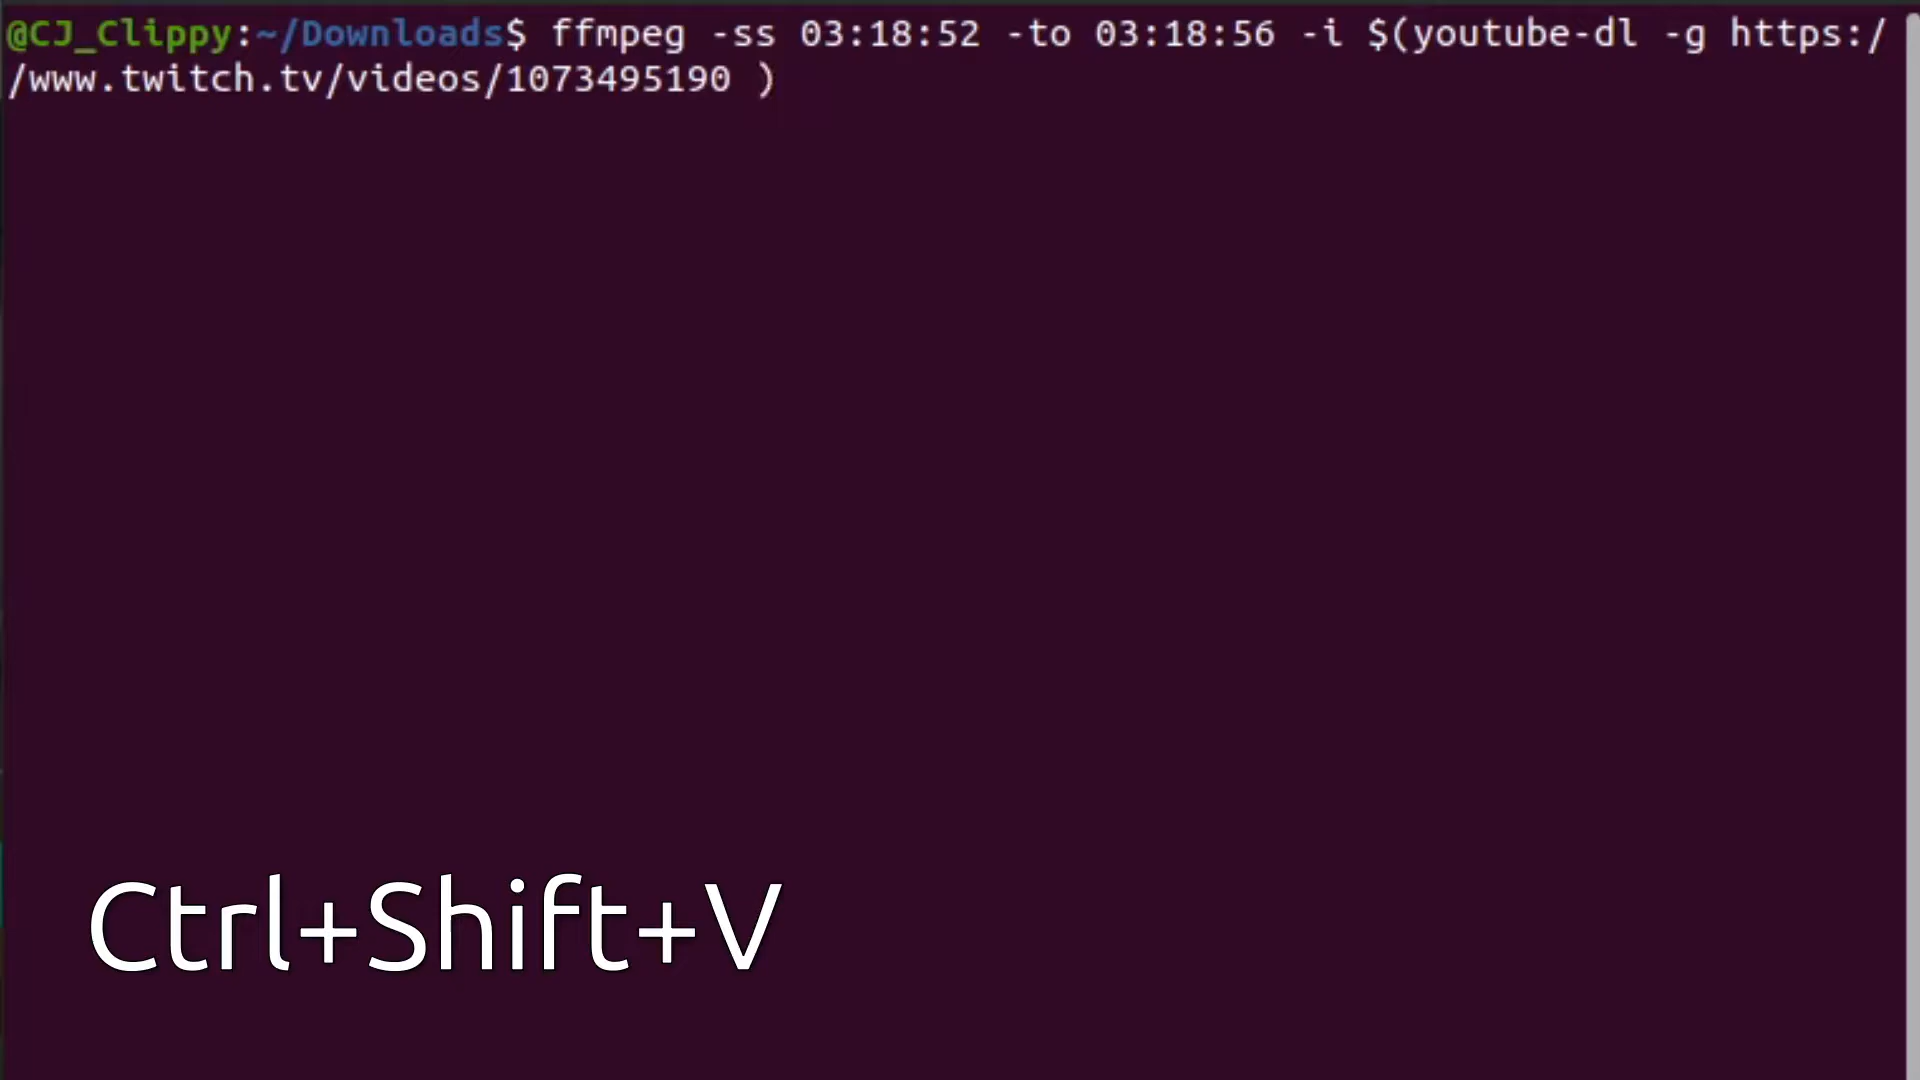 @CJ_Clippy:~/Downloads$ ffmpeg -ss 03:18:52 -to 03:18:56 -i $(youtube-dl -g https:/
/www.twitch.tv/videos/1073495190 )
Ctrl+Shift+V